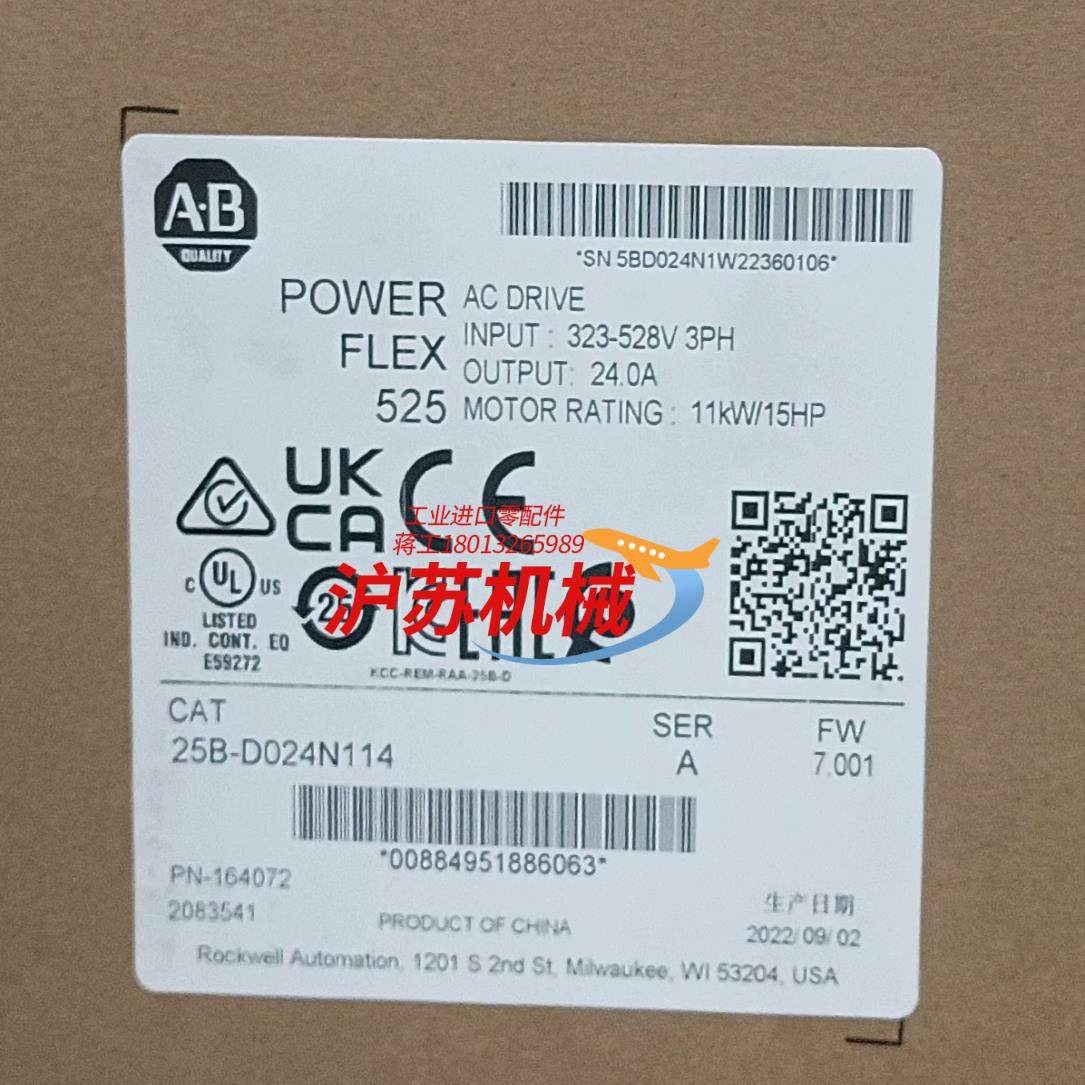 A·B
QUALITY
*SN 5BD024N1W22360106*
POWER
FLEX
525
AC DRIVE
INPUT : 323-528V 3PH
OUTPUT: 24.0A
MOTOR RATING : 11kW/15HP
UK
CA
CE
工业进口零配件
蒋工18013265989
沪苏机械
C UL US
LISTED
IND. CONT. EQ
E59272
25
KCC-REM-RAA-25B-D
CAT
25B-D024N114
SER
A
FW
7.001
*00884951886063*
PN-164072
2083541
PRODUCT OF CHINA
生产日期
2022/09/02
Rockwell Automation, 1201 S 2nd St, Milwaukee, WI 53204, USA